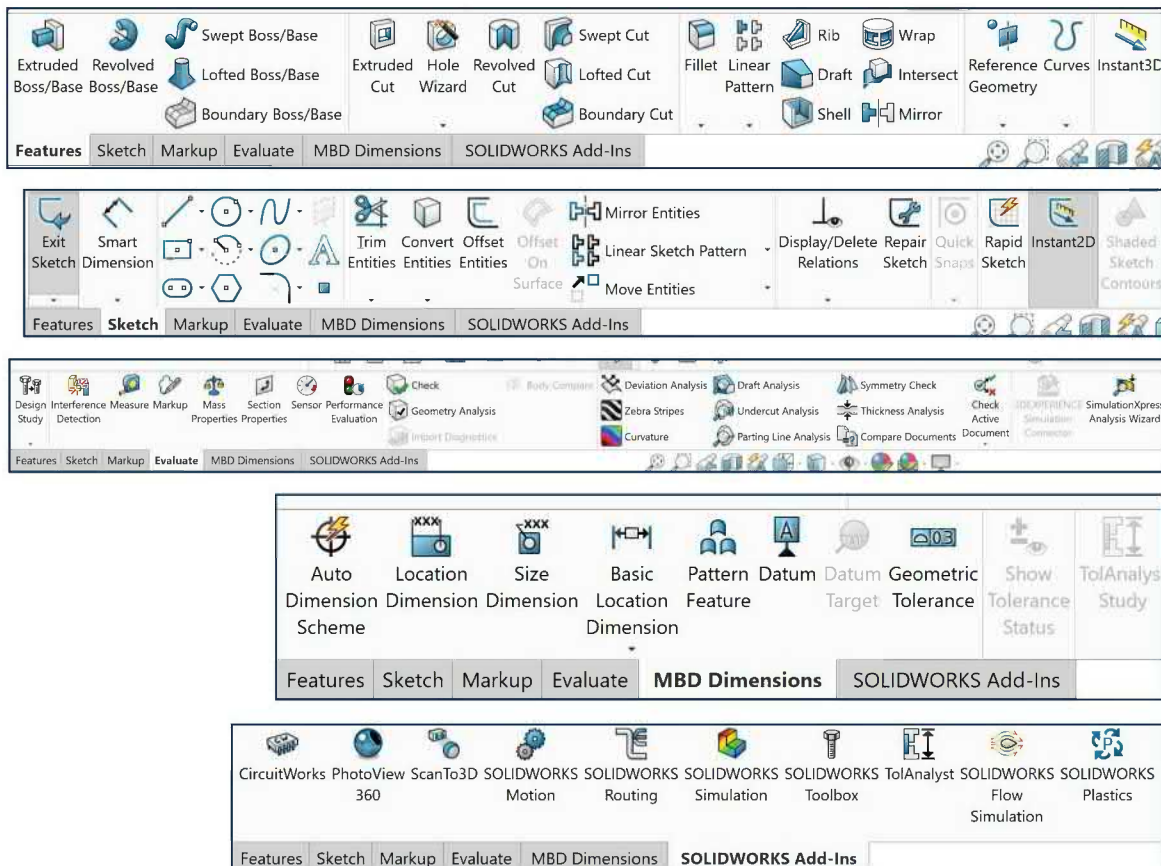 Swept Boss/Base Swept Cut Rib Wrap
Extruded Revolved Extruded Hole Revolved Fillet Linear Reference Curves Instant3D
Boss/Base Boss/Base Lofted Boss/Base Cut Wizard Cut Lofted Cut Pattern Draft Intersect Geometry
Boundary Boss/Base Boundary Cut Shell Mirror
Features Sketch Markup Evaluate MBD Dimensions SOLIDWORKS Add-Ins
Mirror Entities
Exit Smart Trim Convert Offset Offset Linear Sketch Pattern Display/Delete Repair Quick Rapid Instant2D Shaded
Sketch Dimension Entities Entities Entities On Relations Sketch Snaps Sketch Sketch
Surface Move Entities Contours
Features Sketch Markup Evaluate MBD Dimensions SOLIDWORKS Add-Ins
Check Body Compare Deviation Analysis Draft Analysis Symmetry Check
Design Interference Measure Markup Mass Section Sensor Performance Geometry Analysis Zebra Stripes Undercut Analysis Thickness Analysis Check 3DEXPERIENCE SimulationXpress
Study Detection Properties Properties Evaluation Active Simulation Analysis Wizard
Import Diagnostics Curvature Parting Line Analysis Compare Documents Document Connector
Features Sketch Markup Evaluate MBD Dimensions SOLIDWORKS Add-Ins
XXX XXX A 03
Auto Location Size Basic Pattern Datum Datum Geometric Show TolAnalys
Dimension Dimension Dimension Location Feature Target Tolerance Tolerance Study
Scheme Dimension Status
Features Sketch Markup Evaluate MBD Dimensions SOLIDWORKS Add-Ins
CircuitWorks PhotoView ScanTo3D SOLIDWORKS SOLIDWORKS SOLIDWORKS SOLIDWORKS TolAnalyst SOLIDWORKS SOLIDWORKS
360 Motion Routing Simulation Toolbox Flow Plastics
Simulation
Features Sketch Markup Evaluate MBD Dimensions SOLIDWORKS Add-Ins